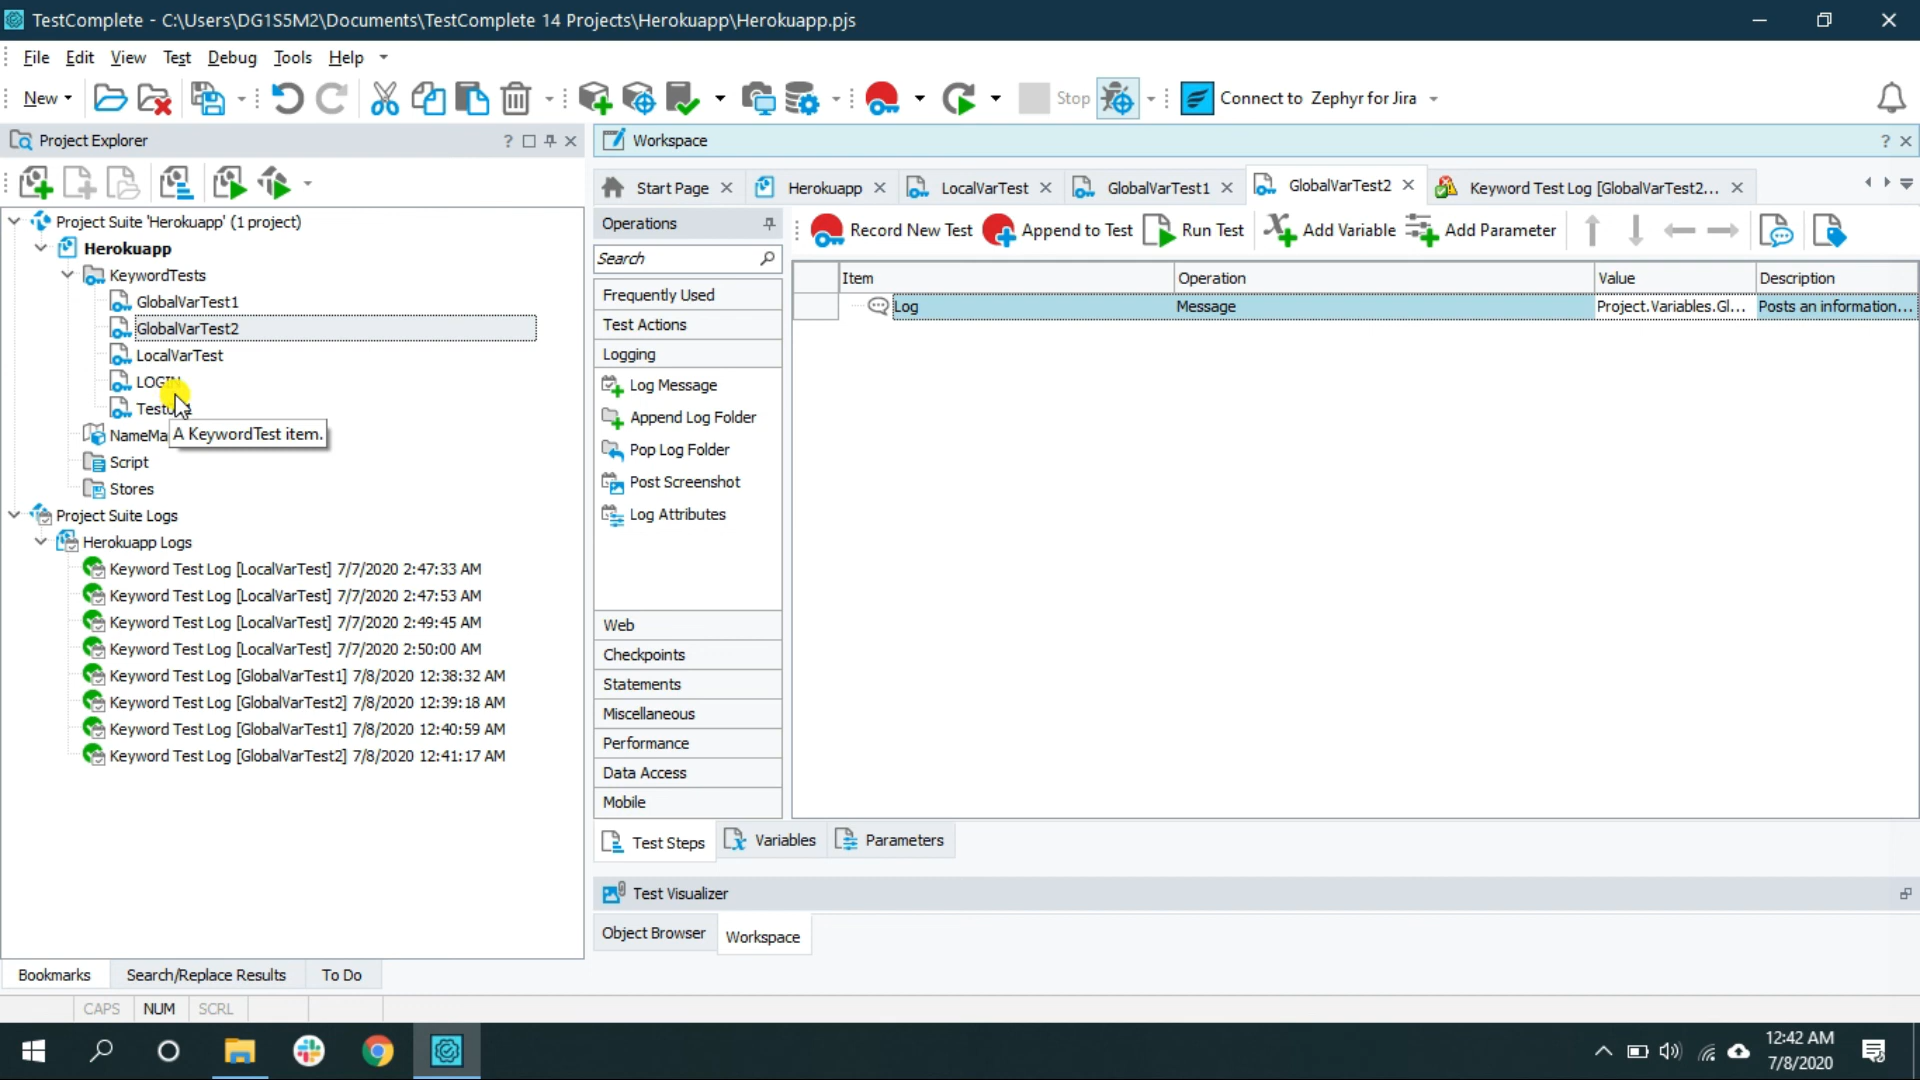 TestComplete - C:\Users\DG1S5M2\Documents\TestComplete 14 Projects\Herokuapp\Herokuapp.pjs
File Edit View Test Debug Tools Help
New Stop Connect to Zephyr for Jira
Project Explorer ?
Workspace ?
Start Page Herokuapp LocalVarTest GlobalVarTest1 GlobalVarTest2 Keyword Test Log [GlobalVarTest2...
Project Suite 'Herokuapp' (1 project)
Herokuapp
KeywordTests
GlobalVarTest1
GlobalVarTest2
LocalVarTest
LOGIN
NameMa
A KeywordTest item.
Script
Stores
Project Suite Logs
Herokuapp Logs
Keyword Test Log [LocalVarTest] 7/7/2020 2:47:33 AM
Keyword Test Log [LocalVarTest] 7/7/2020 2:47:53 AM
Keyword Test Log [LocalVarTest] 7/7/2020 2:49:45 AM
Keyword Test Log [LocalVarTest] 7/7/2020 2:50:00 AM
Keyword Test Log [GlobalVarTest1] 7/8/2020 12:38:32 AM
Keyword Test Log [GlobalVarTest2] 7/8/2020 12:39:18 AM
Keyword Test Log [GlobalVarTest1] 7/8/2020 12:40:59 AM
Keyword Test Log [GlobalVarTest2] 7/8/2020 12:41:17 AM
Operations
Search
Frequently Used
Test Actions
Logging
Log Message
Append Log Folder
Pop Log Folder
Post Screenshot
Log Attributes
Web
Checkpoints
Statements
Miscellaneous
Performance
Data Access
Mobile
Record New Test Append to Test Run Test Add Variable Add Parameter
Item Operation Value Description
Log Message Project.Variables.Gl... Posts an information...
Test Steps Variables Parameters
Test Visualizer
Object Browser Workspace
Bookmarks Search/Replace Results To Do
CAPS NUM SCRL
12:42 AM
7/8/2020